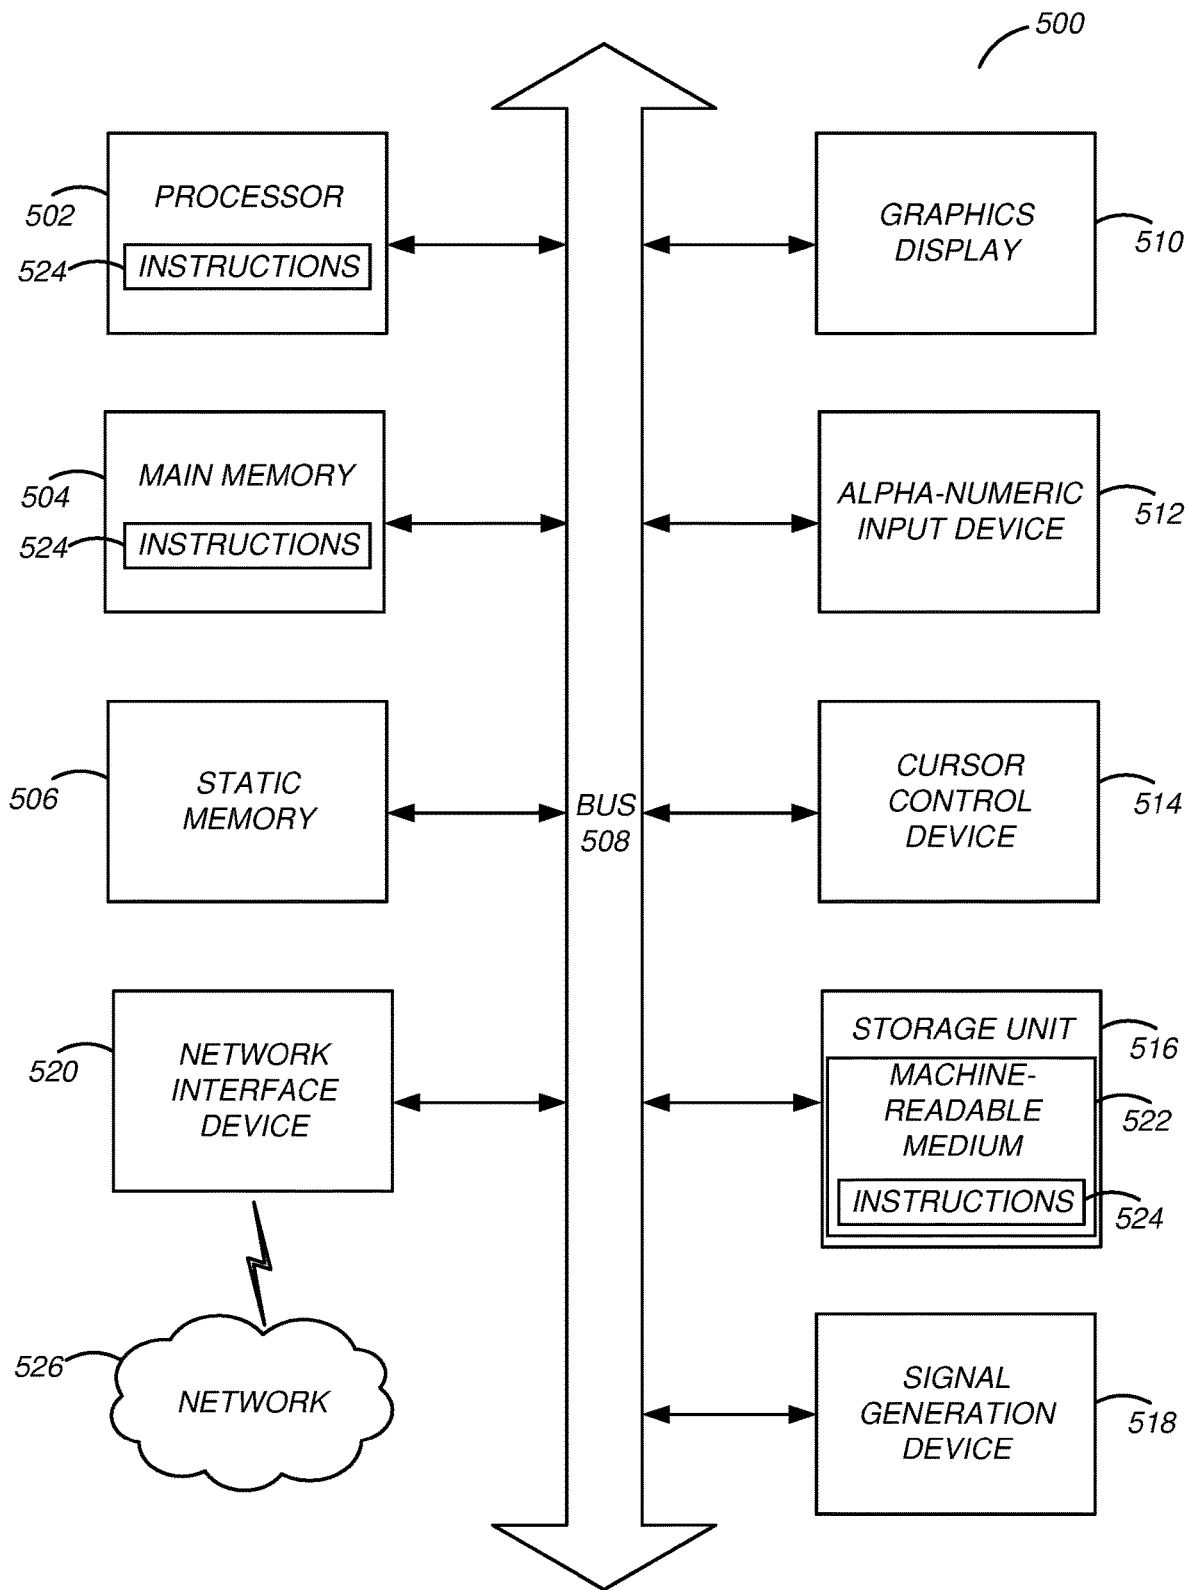 500
PROCESSOR
502
524
INSTRUCTIONS
GRAPHICS
DISPLAY
510
MAIN MEMORY
504
524
INSTRUCTIONS
ALPHA-NUMERIC
INPUT DEVICE
512
STATIC
MEMORY
506
BUS
508
CURSOR
CONTROL
DEVICE
514
NETWORK
INTERFACE
DEVICE
520
STORAGE UNIT
516
MACHINE-
READABLE
MEDIUM
522
INSTRUCTIONS
524
526
NETWORK
SIGNAL
GENERATION
DEVICE
518